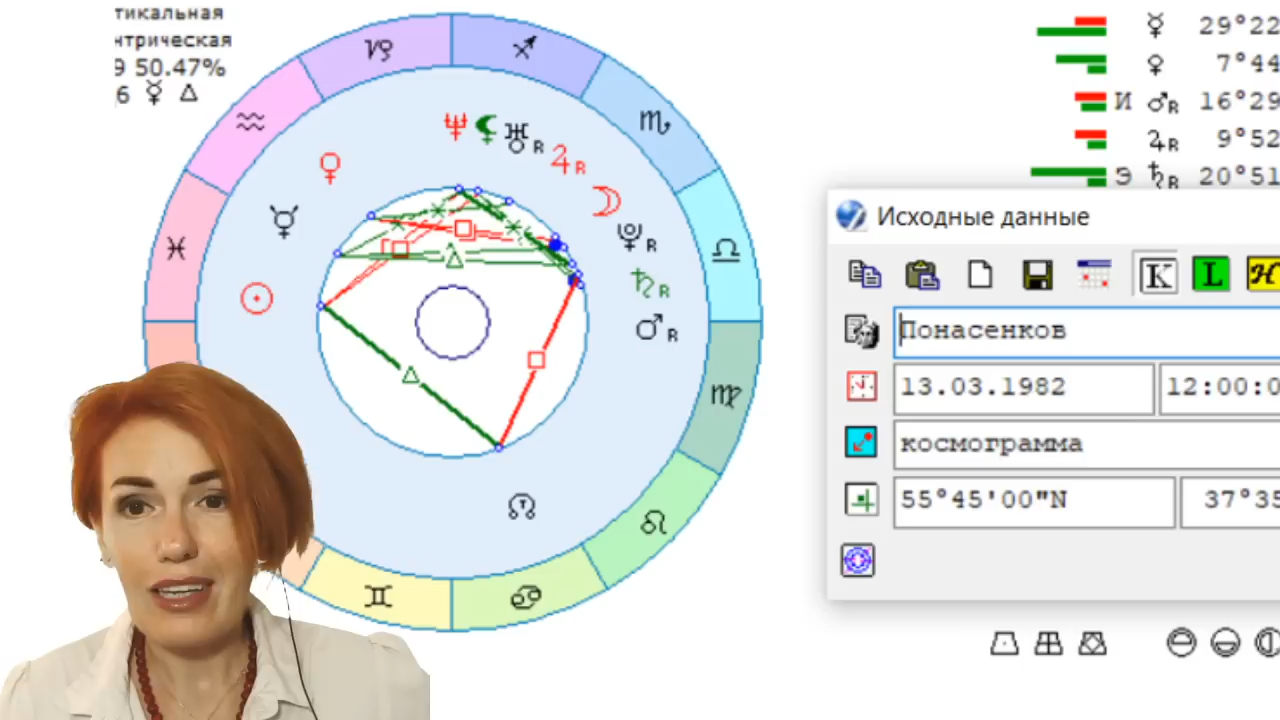 тикальная
нтрическая
9 50.47%
6
R
R
R
R
R
29°22
7°44
И R 16°29
R 9°52
Э R 20°51
Исходные данные
K L H
Понасенков
13.03.1982 12:00:0
космограмма
55°45'00"N 37°35